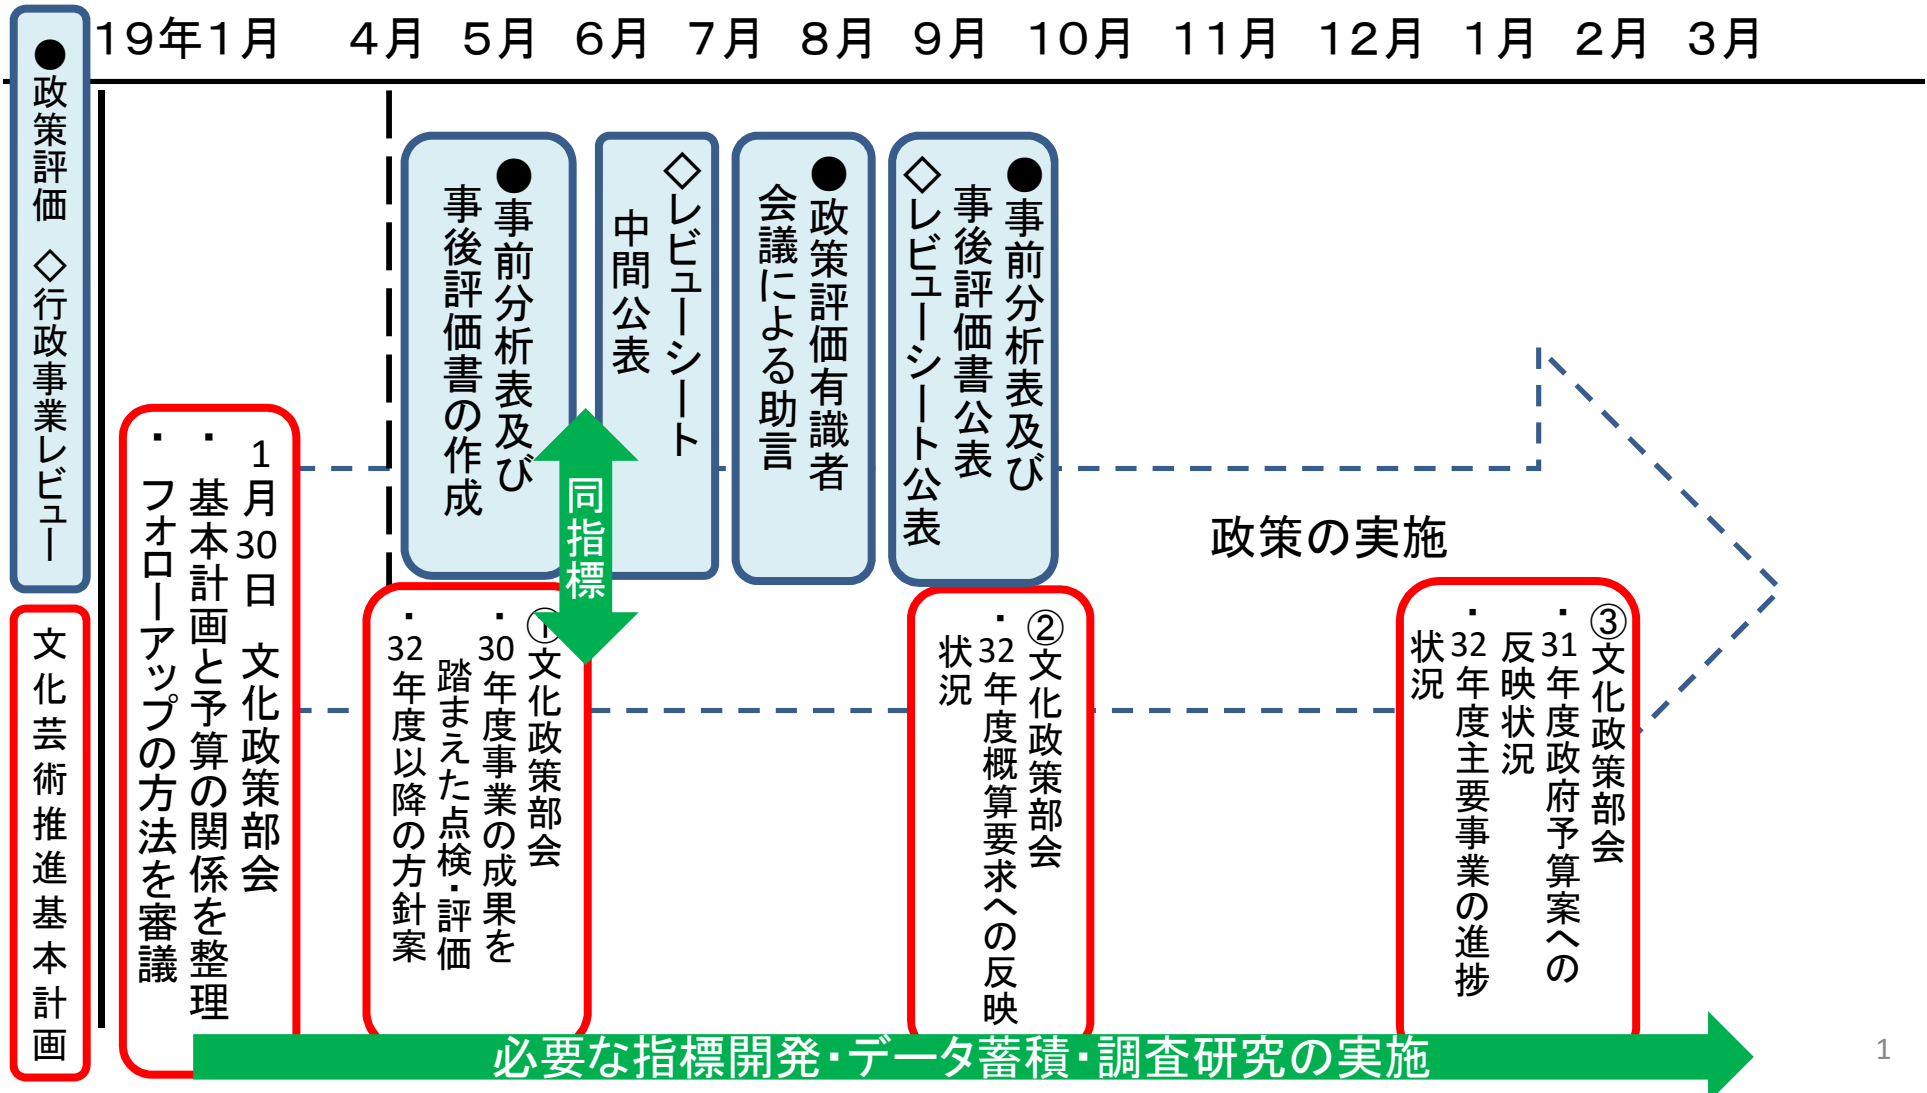 19年1月 4月 5月 6月 7月 8月 9月 10月 11月 12月 1月 2月 3月
●政策評価 ◇行政事業レビュー
文化芸術推進基本計画
1月30日 文化政策部会
・基本計画と予算の関係を整理
・フォローアップの方法を審議
●事前分析表及び
事後評価書の作成
◇レビューシート
中間公表
●政策評価有識者
会議による助言
●事前分析表及び
事後評価書公表
◇レビューシート公表
同指標
政策の実施
①文化政策部会
・30年度事業の成果を
踏まえた点検・評価
・32年度以降の方針案
②文化政策部会
・32年度概算要求への反映
状況
③文化政策部会
・31年度政府予算案への
反映状況
・32年度主要事業の進捗
状況
必要な指標開発・データ蓄積・調査研究の実施
1